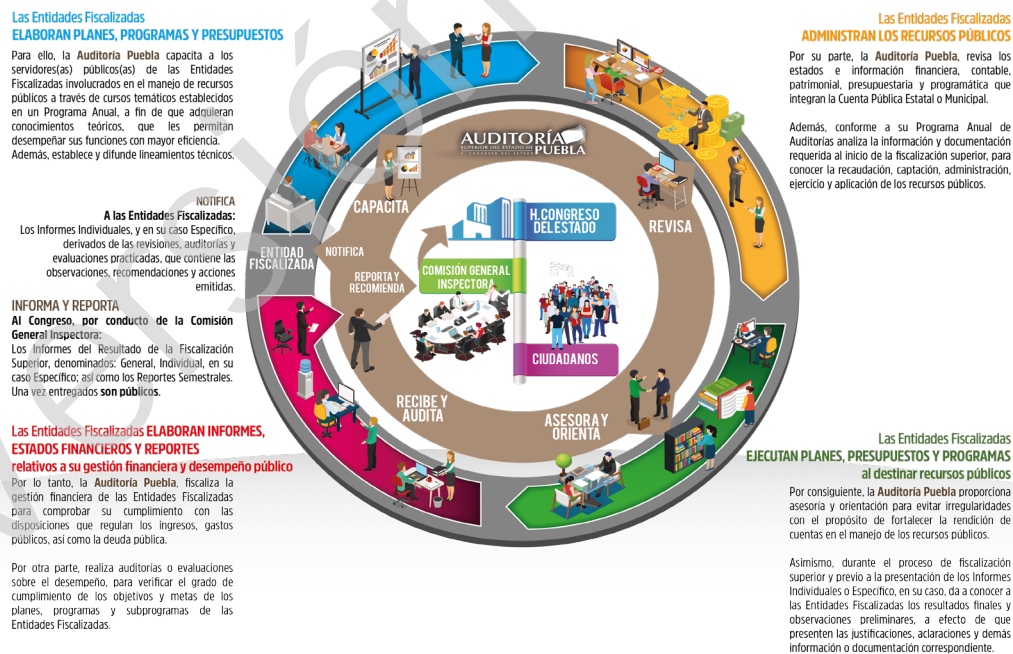 Las Entidades Fiscalizadas
ELABORAN PLANES, PROGRAMAS Y PRESUPUESTOS
Para ello, la Auditoría Puebla capacita a los
servidores(as) públicos(as) de las Entidades
Fiscalizadas involucrados en el manejo de recursos
públicos a través de cursos temáticos establecidos
en un Programa Anual, a fin de que adquieran
conocimientos teóricos, que les permitan
desempeñar sus funciones con mayor eficiencia.
Además, establece y difunde lineamientos técnicos.
NOTIFICA
A las Entidades Fiscalizadas:
Los Informes Individuales, y en su caso Específico,
derivados de las revisiones, auditorías y
evaluaciones practicadas, que contiene las
observaciones, recomendaciones y acciones
emitidas.
INFORMA Y REPORTA
Al Congreso, por conducto de la Comisión
General Inspectora:
Los Informes del Resultado de la Fiscalización
Superior, denominados: General, Individual, en su
caso Específico; así como los Reportes Semestrales.
Una vez entregados son públicos.
Las Entidades Fiscalizadas ELABORAN INFORMES,
ESTADOS FINANCIEROS Y REPORTES
relativos a su gestión financiera y desempeño público
Por lo tanto, la Auditoría Puebla, fiscaliza la
gestión financiera de las Entidades Fiscalizadas
para comprobar su cumplimiento con las
disposiciones que regulan los ingresos, gastos
públicos, así como la deuda pública.
Por otra parte, realiza auditorías o evaluaciones
sobre el desempeño, para verificar el grado de
cumplimiento de los objetivos y metas de los
planes, programas y subprogramas de las
Entidades Fiscalizadas.
AUDITORÍA
SUPERIOR DEL ESTADO DE PUEBLA
H. CONGRESO DEL ESTADO
CAPACITA
REVISA
ENTIDAD
FISCALIZADA
NOTIFICA
REPORTA Y
RECOMIENDA
H. CONGRESO
DEL ESTADO
COMISIÓN GENERAL
INSPECTORA
CIUDADANOS
RECIBE Y
AUDITA
ASESORA Y
ORIENTA
Las Entidades Fiscalizadas
ADMINISTRAN LOS RECURSOS PÚBLICOS
Por su parte, la Auditoría Puebla, revisa los
estados e información financiera, contable,
patrimonial, presupuestaria y programática que
integran la Cuenta Pública Estatal o Municipal.
Además, conforme a su Programa Anual de
Auditorías analiza la información y documentación
requerida al inicio de la fiscalización superior, para
conocer la recaudación, captación, administración,
ejercicio y aplicación de los recursos públicos.
Las Entidades Fiscalizadas
EJECUTAN PLANES, PRESUPUESTOS Y PROGRAMAS
al destinar recursos públicos
Por consiguiente, la Auditoría Puebla proporciona
asesoría y orientación para evitar irregularidades
con el propósito de fortalecer la rendición de
cuentas en el manejo de los recursos públicos.
Asimismo, durante el proceso de fiscalización
superior y previo a la presentación de los Informes
Individuales o Específico, en su caso, da a conocer a
las Entidades Fiscalizadas los resultados finales y
observaciones preliminares, a efecto de que
presenten las justificaciones, aclaraciones y demás
información o documentación correspondiente.